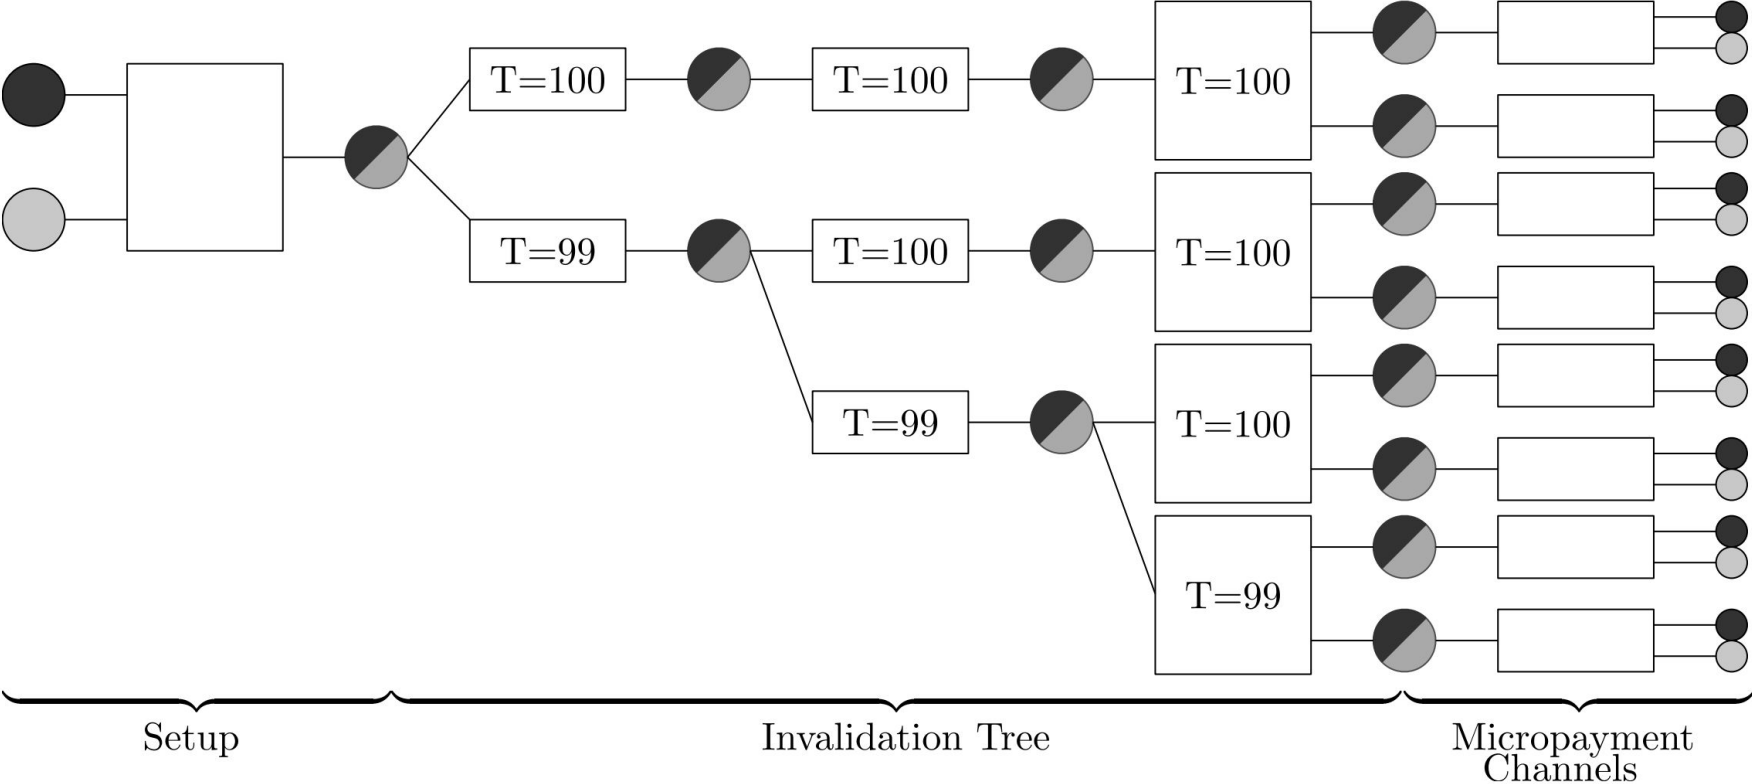 T=100
T=100
T=100
T=99
T=100
T=100
T=99
T=100
T=99
Setup
Invalidation Tree
Micropayment
Channels